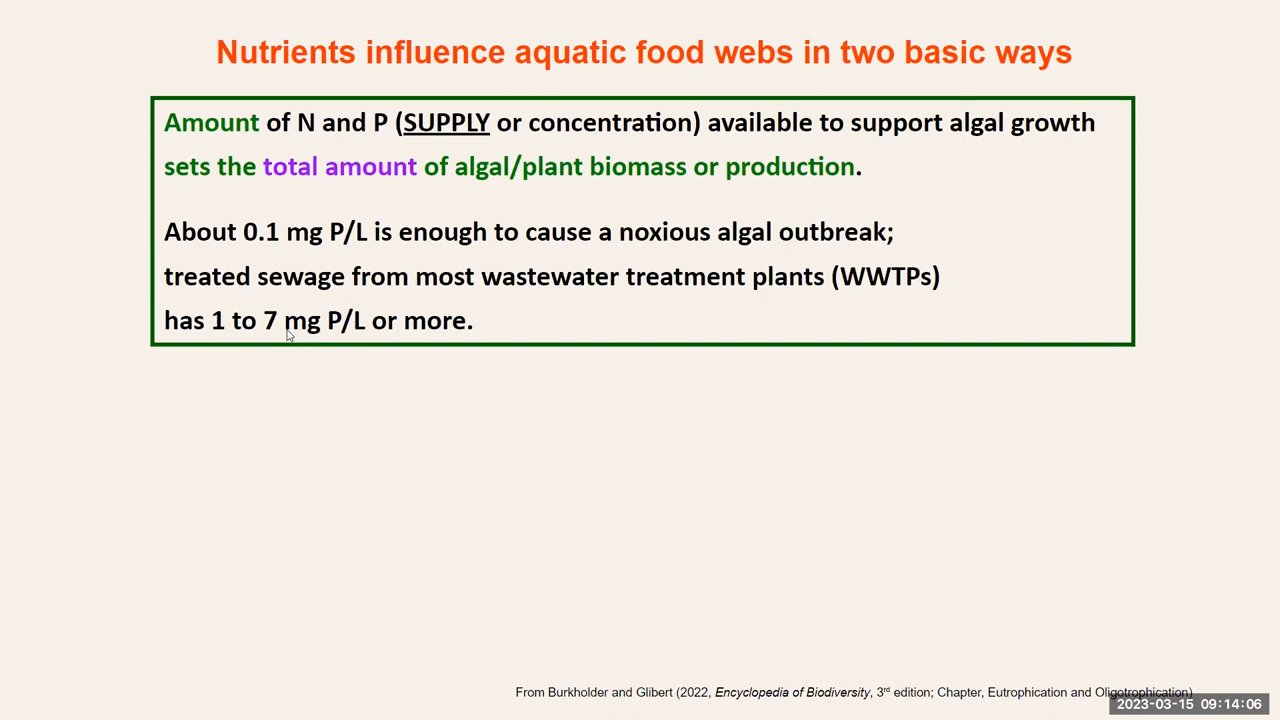 Nutrients influence aquatic food webs in two basic ways
Amount of N and P (SUPPLY or concentration) available to support algal growth
sets the total amount of algal/plant biomass or production.
About 0.1 mg P/L is enough to cause a noxious algal outbreak;
treated sewage from most wastewater treatment plants (WWTPs)
has 1 to 7 mg P/L or more.
From Burkholder and Glibert (2022, Encyclopedia of Biodiversity, 3rd edition; Chapter, Eutrophication and Oligotrophication)
2023-03-15 09:14:06